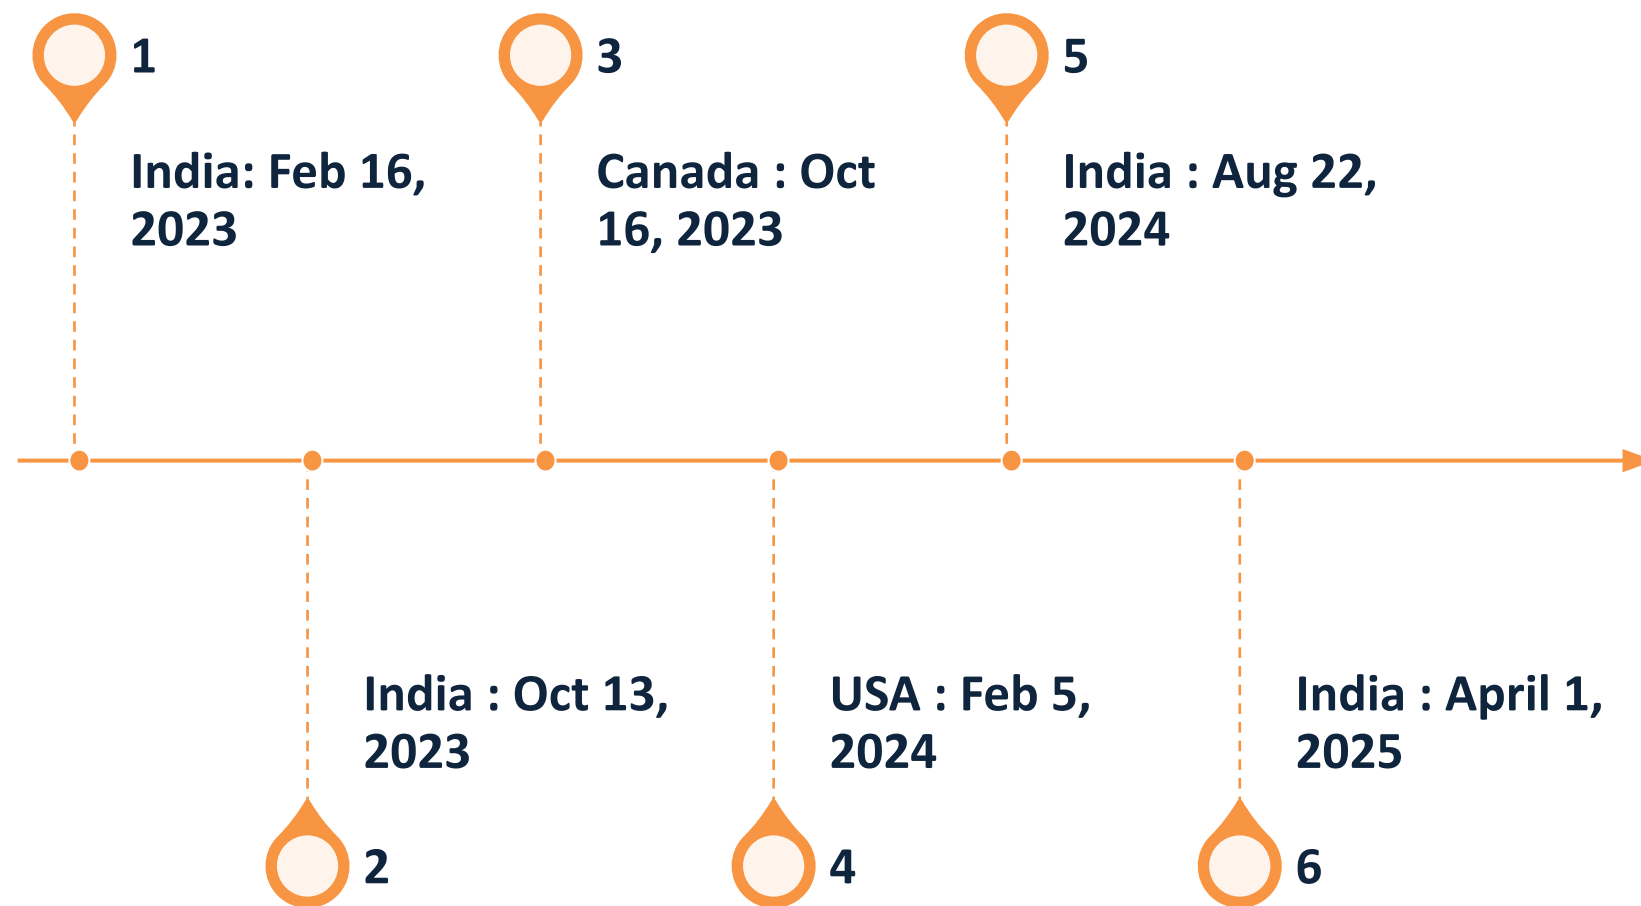 1
India: Feb 16,
2023
2
India : Oct 13,
2023
3
Canada : Oct
16, 2023
4
USA : Feb 5,
2024
5
India : Aug 22,
2024
6
India : April 1,
2025